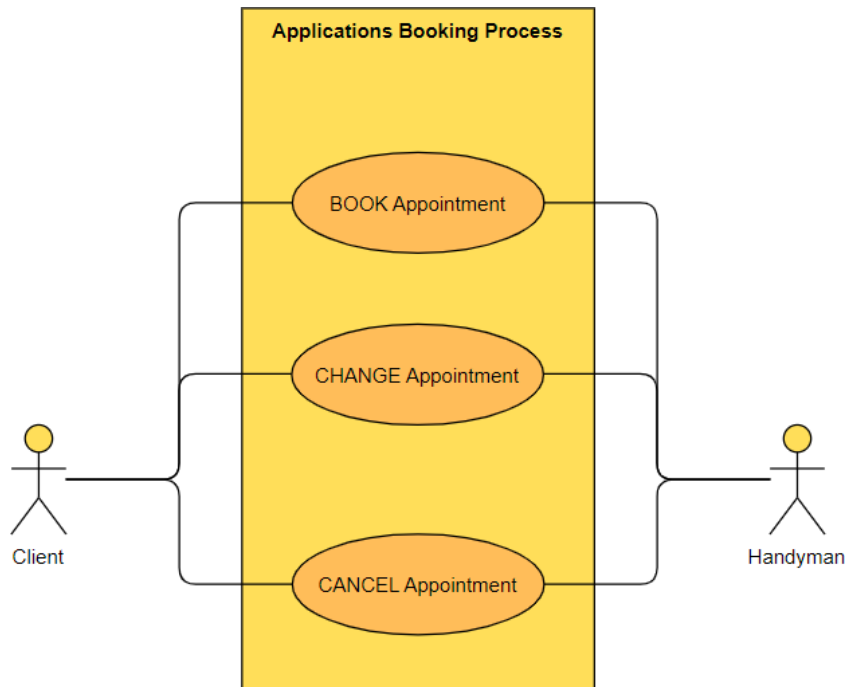 Applications Booking Process
BOOK Appointment
CHANGE Appointment
Client
Handyman
CANCEL Appointment